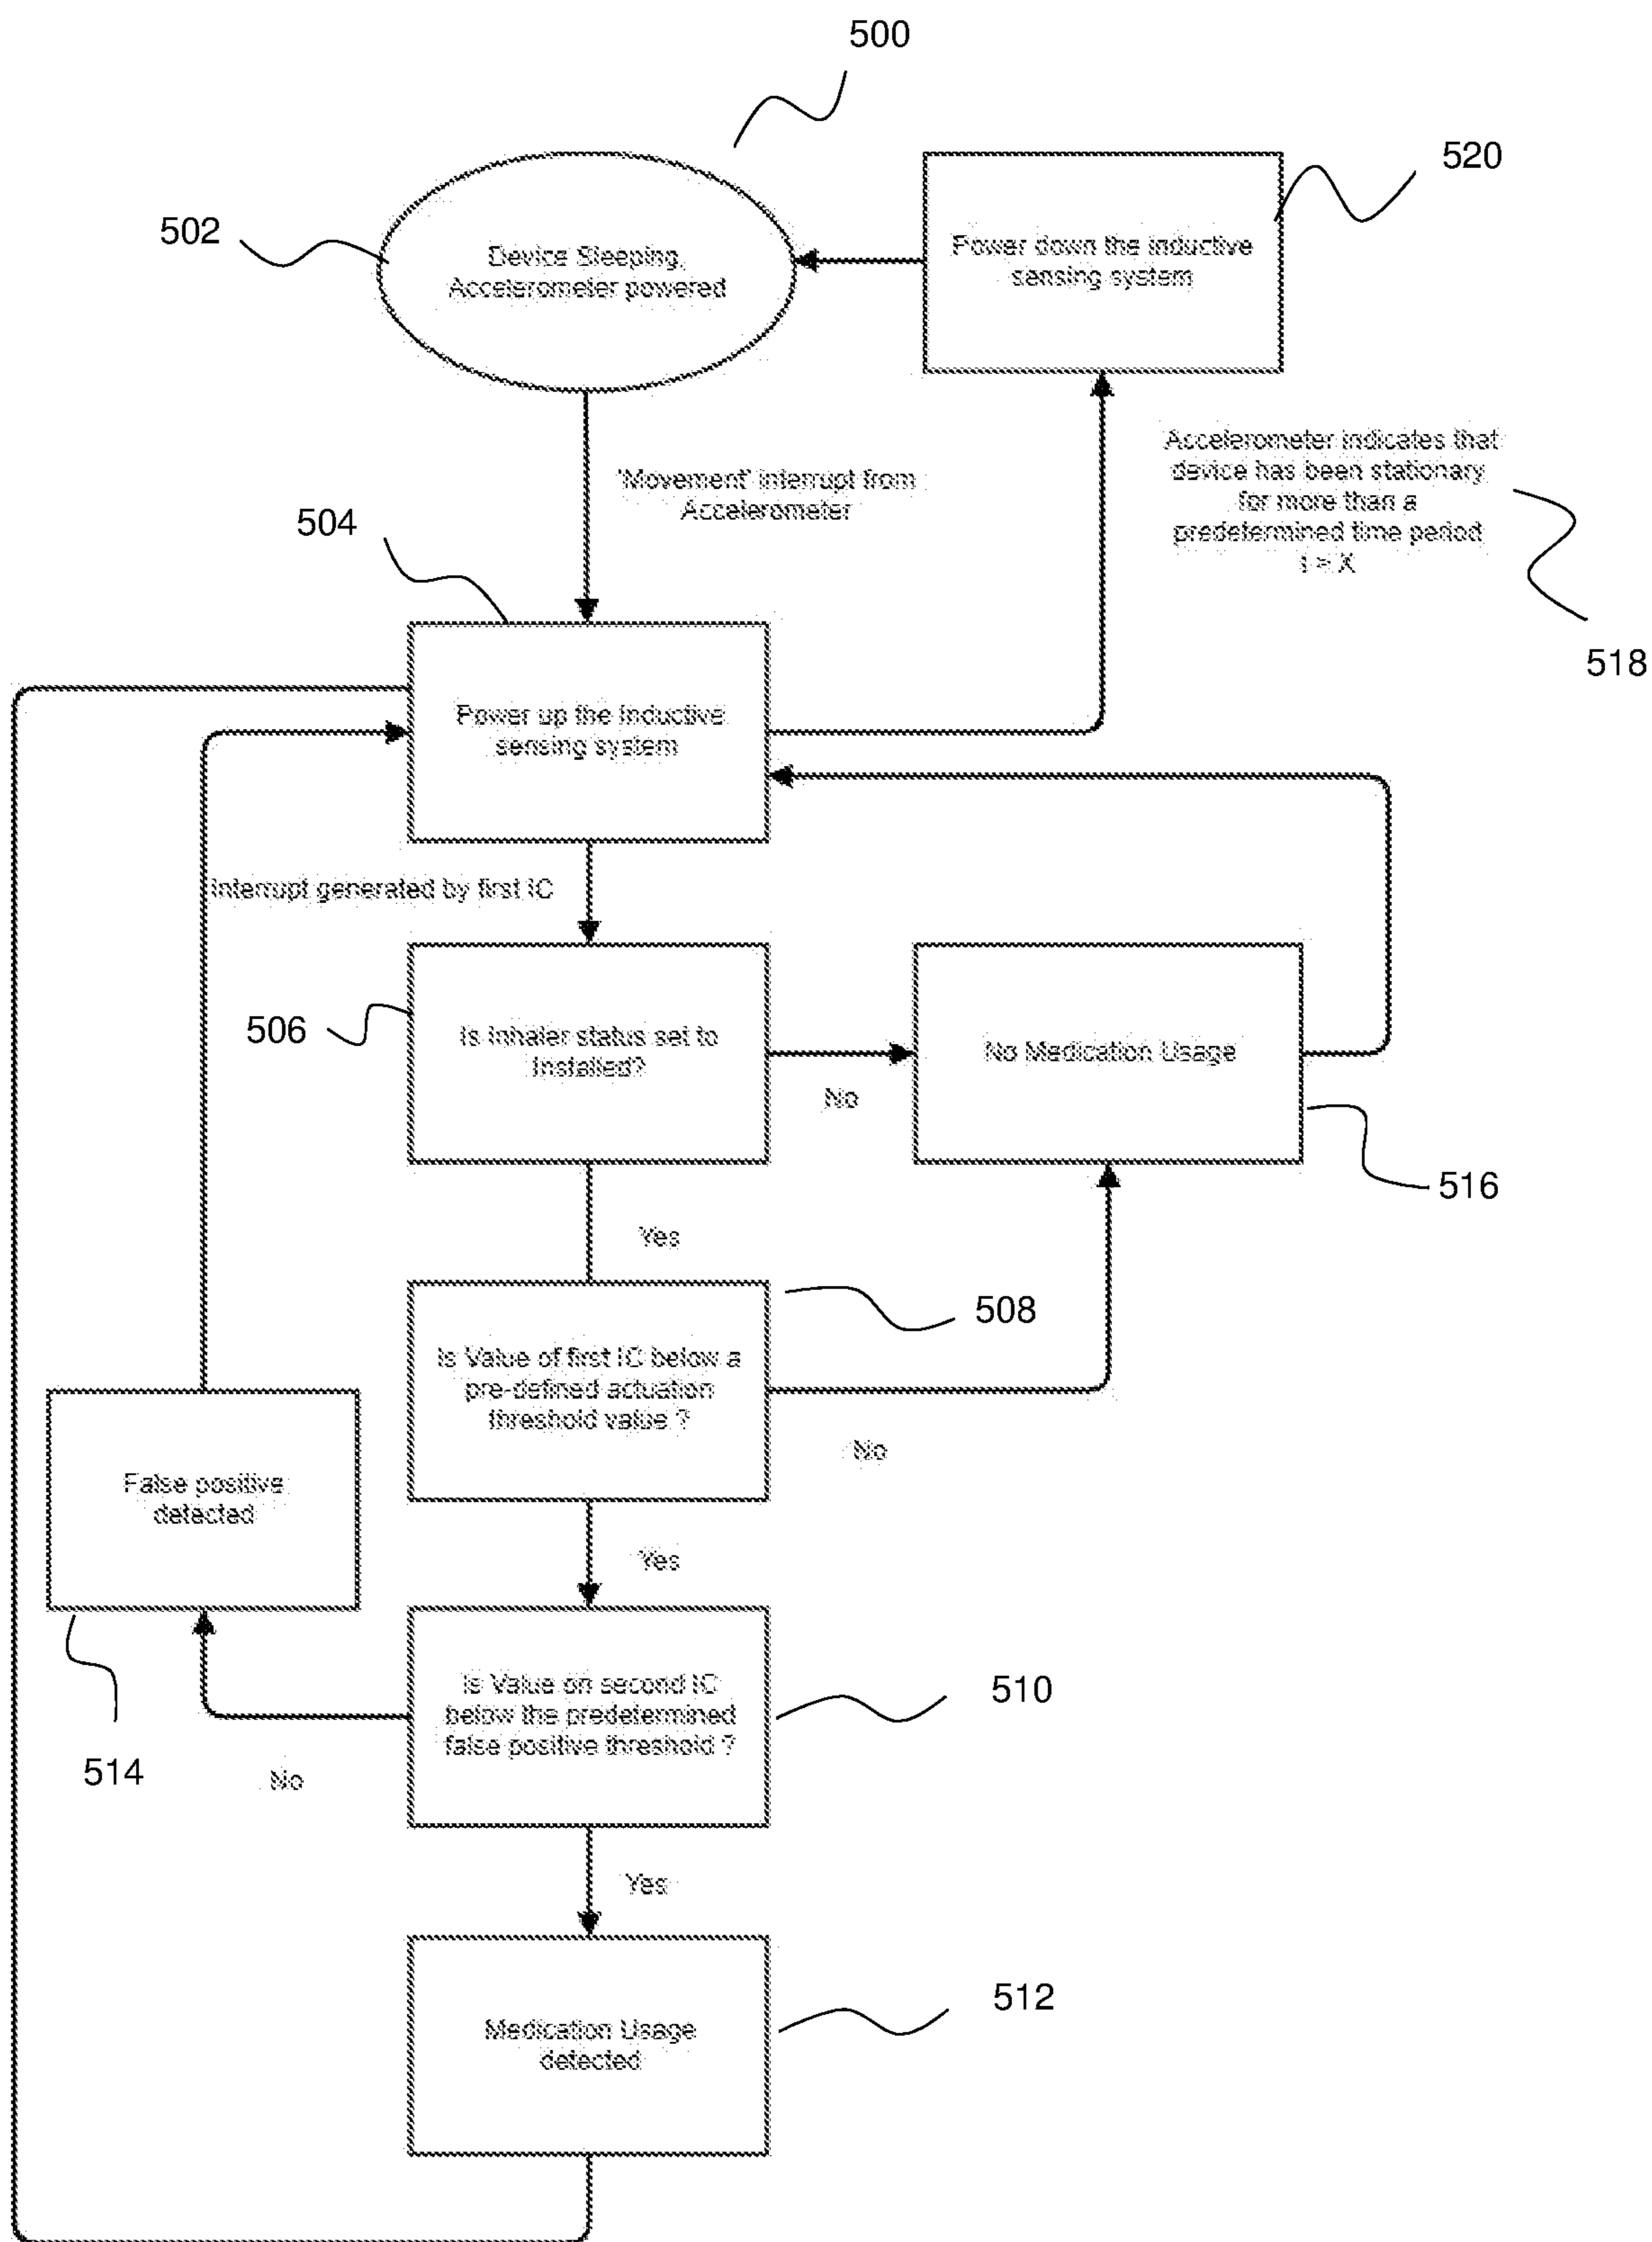 500
520
502
Device Sleeping,
Accelerometer powered
Power down the inductive
sensing system
'Movement' interrupt from
Accelerometer
Accelerometer indicates that
device has been stationary
for more than a
predetermined time period
t = X
504
518
Power up the Inductive
sensing system
Interrupt generated by first IC
506
Is Inhaler status set to
Installed?
No Medication Usage
No
516
Yes
508
Is Value of first IC below a
pre-defined actuation
threshold value ?
No
False positive
detected
Yes
510
Is Value on second IC
below the predetermined
false positive threshold ?
514
No
Yes
512
Medication Usage
detected